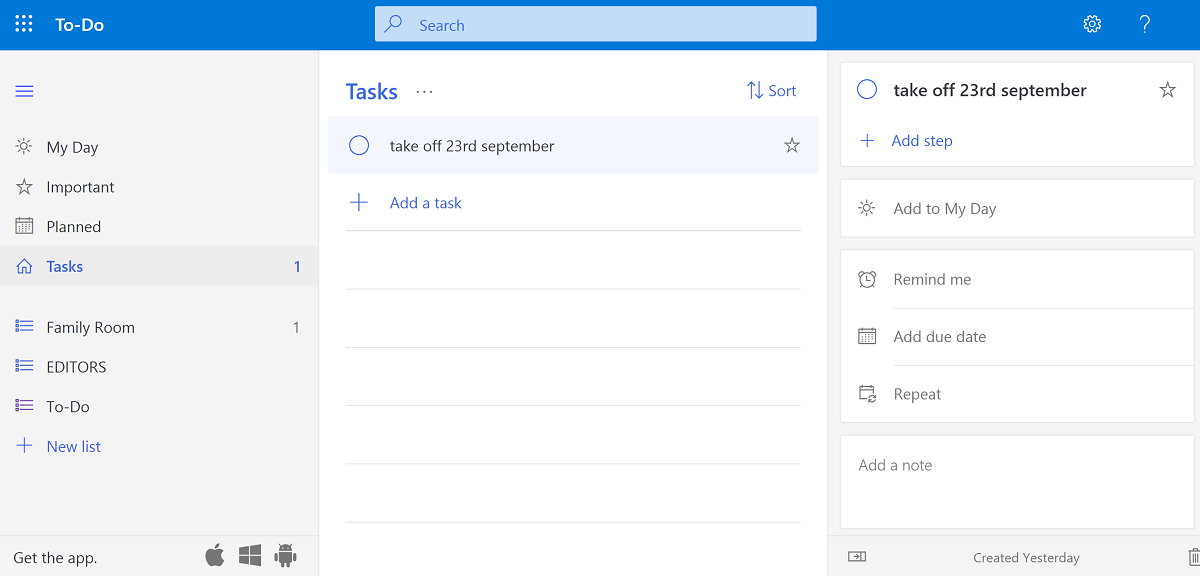 To-Do
Search
?
My Day
Important
Planned
Tasks 1
Family Room 1
EDITORS
To-Do
New list
Get the app.
Tasks ...
Sort
take off 23rd september
Add a task
take off 23rd september
Add step
Add to My Day
Remind me
Add due date
Repeat
Add a note
Created Yesterday